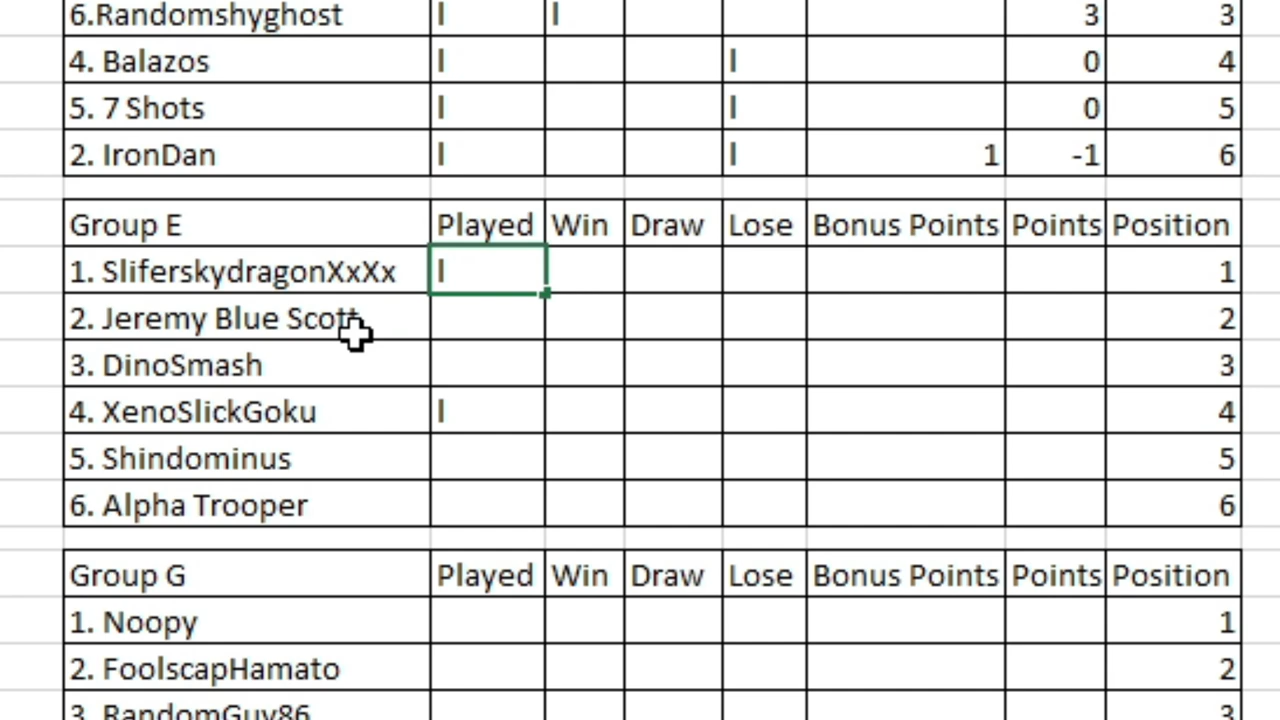 6.Randomshyghost I I 3 3
4. Balazos I I 0 4
5. 7 Shots I I 0 5
2. IronDan I I 1 -1 6
Group E Played Win Draw Lose Bonus Points Points Position
1. SliferskydragonXxXx I 1
2. Jeremy Blue Scott 2
3. DinoSmash 3
4. XenoSlickGoku I 4
5. Shindominus 5
6. Alpha Trooper 6
Group G Played Win Draw Lose Bonus Points Points Position
1. Noopy 1
2. FoolscapHamato 2
3. RandomGuy86 3